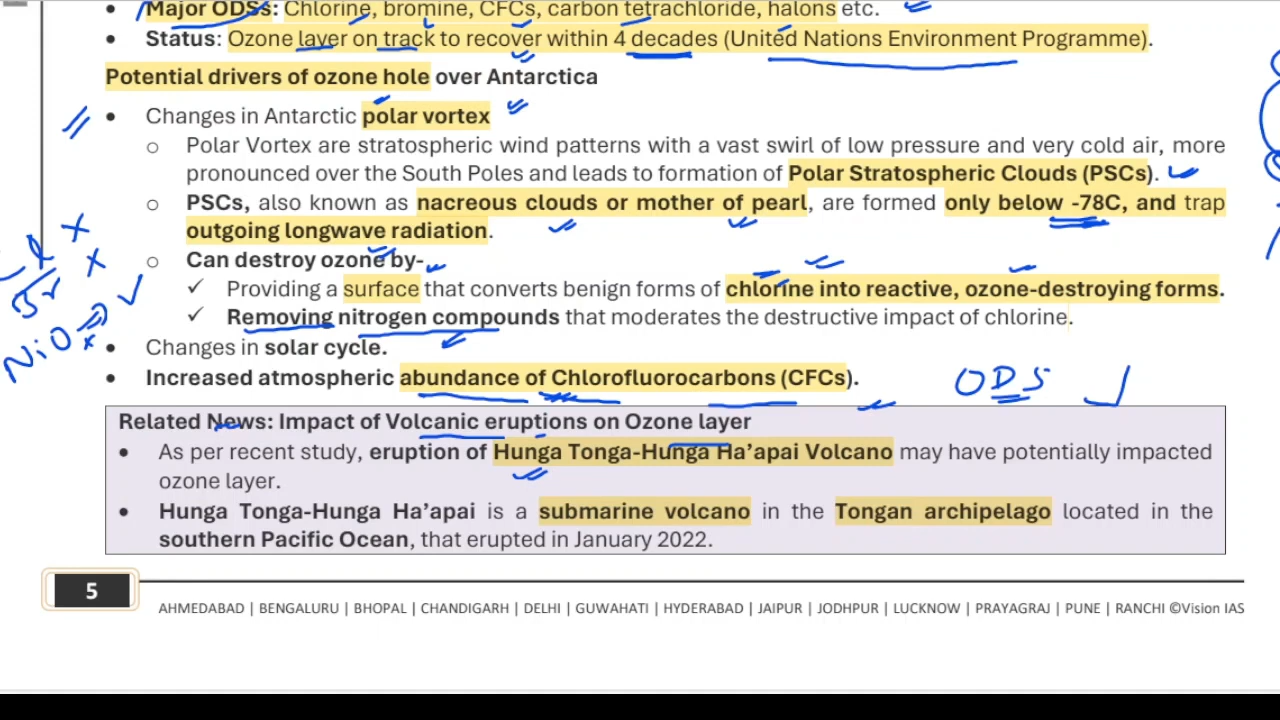 • Major ODSs: Chlorine, bromine, CFCs, carbon tetrachloride, halons etc.
• Status: Ozone layer on track to recover within 4 decades (United Nations Environment Programme).
Potential drivers of ozone hole over Antarctica
• Changes in Antarctic polar vortex
o Polar Vortex are stratospheric wind patterns with a vast swirl of low pressure and very cold air, more
pronounced over the South Poles and leads to formation of Polar Stratospheric Clouds (PSCs).
o PSCs, also known as nacreous clouds or mother of pearl, are formed only below -78C, and trap
outgoing longwave radiation.
o Can destroy ozone by-
✓ Providing a surface that converts benign forms of chlorine into reactive, ozone-destroying forms.
✓ Removing nitrogen compounds that moderates the destructive impact of chlorine.
• Changes in solar cycle.
• Increased atmospheric abundance of Chlorofluorocarbons (CFCs).
ODS
Related News: Impact of Volcanic eruptions on Ozone layer
• As per recent study, eruption of Hunga Tonga-Hunga Ha’apai Volcano may have potentially impacted
ozone layer.
• Hunga Tonga-Hunga Ha’apai is a submarine volcano in the Tongan archipelago located in the
southern Pacific Ocean, that erupted in January 2022.
5
AHMEDABAD | BENGALURU | BHOPAL | CHANDIGARH | DELHI | GUWAHATI | HYDERABAD | JAIPUR | JODHPUR | LUCKNOW | PRAYAGRAJ | PUNE | RANCHI ©Vision IAS